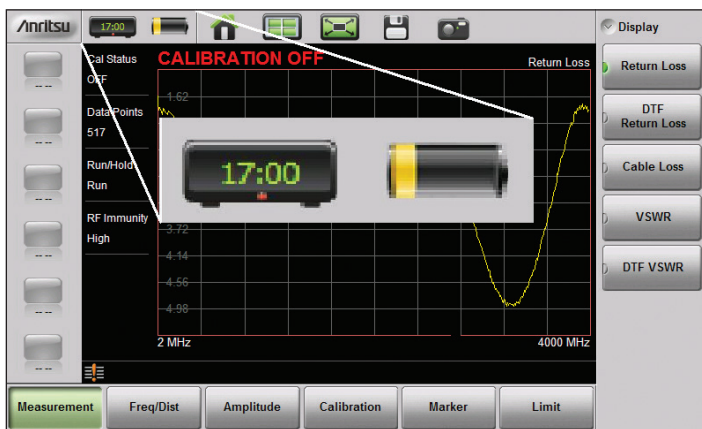 Anritsu
17:00
Display
Cal Status
OFF
CALIBRATION OFF
Return Loss
Return Loss
-1.62
Data Points
517
DTF
Return Loss
17:00
Run/Hold
Run
Cable Loss
RF Immunity
High
VSWR
-3.72
-4.14
-4.56
-4.98
DTF VSWR
2 MHz
4000 MHz
-- --
-- --
-- --
-- --
-- --
-- --
Measurement
Freq/Dist
Amplitude
Calibration
Marker
Limit